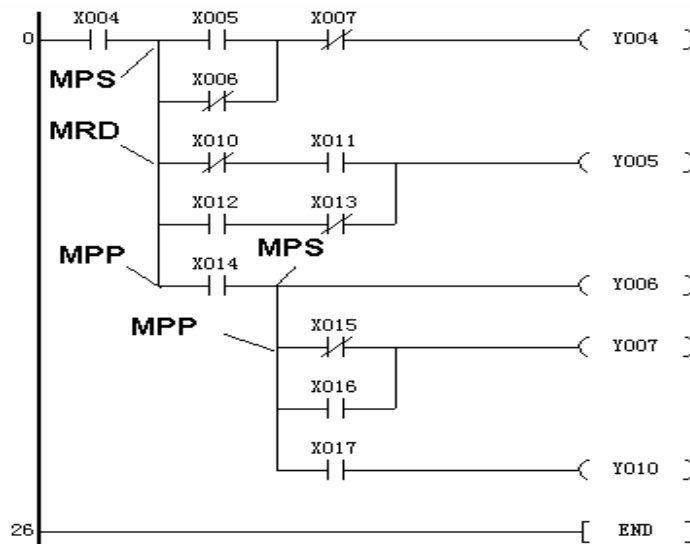 X004 X005 X007
0 Y004
MPS
X006
MRD
X010 X011
Y005
X012 X013
MPS
MPP
X014
Y006
MPP
X015
Y007
X016
X017
Y010
26 END